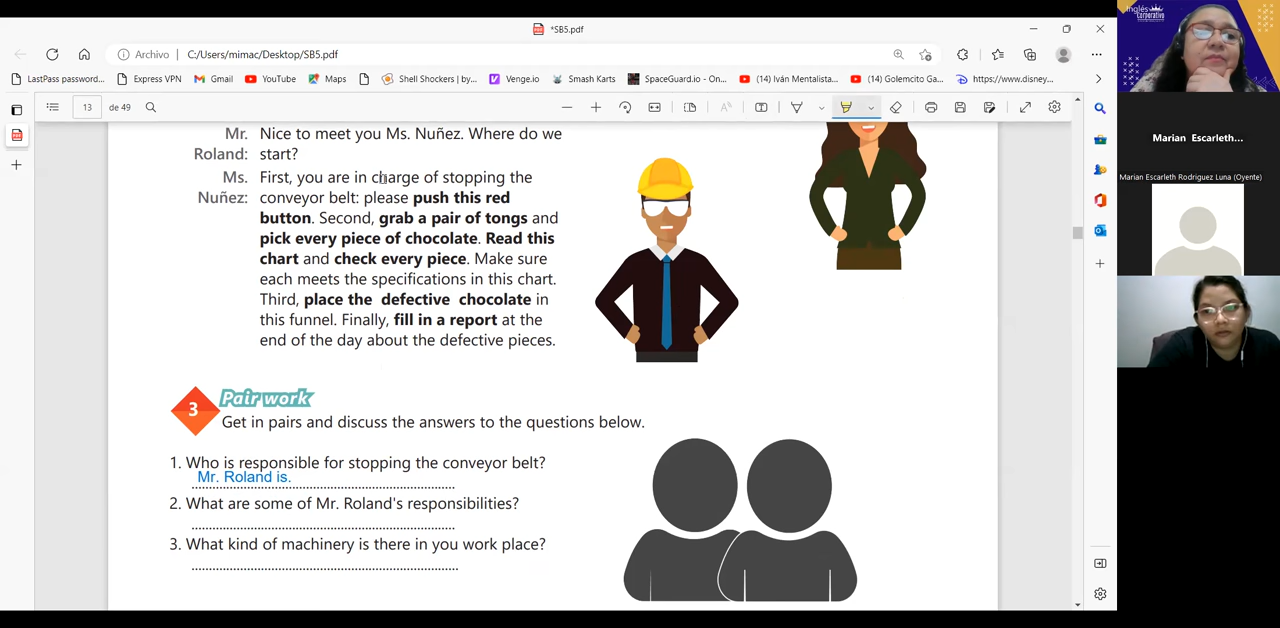 *SB5.pdf
Archivo
C:/Users/mimac/Desktop/SB5.pdf
LastPass password...
Express VPN
Gmail
YouTube
Maps
Shell Shockers | by...
Venge.io
Smash Karts
SpaceGuard.io - On...
(14) Iván Mentalista...
(14) Golemcito Ga...
https://www.disney...
13
de 49
Mr. Nice to meet you Ms. Nuñez. Where do we
Roland: start?
Ms. First, you are in charge of stopping the
Nuñez: conveyor belt: please push this red
button. Second, grab a pair of tongs and
pick every piece of chocolate. Read this
chart and check every piece. Make sure
each meets the specifications in this chart.
Third, place the defective chocolate in
this funnel. Finally, fill in a report at the
end of the day about the defective pieces.
3
Pair work
Get in pairs and discuss the answers to the questions below.
1. Who is responsible for stopping the conveyor belt?
Mr. Roland is.
2. What are some of Mr. Roland's responsibilities?
3. What kind of machinery is there in you work place?
Inglés
Corporativo
Marian Escarleth...
Marian Escarleth Rodriguez Luna (Oyente)